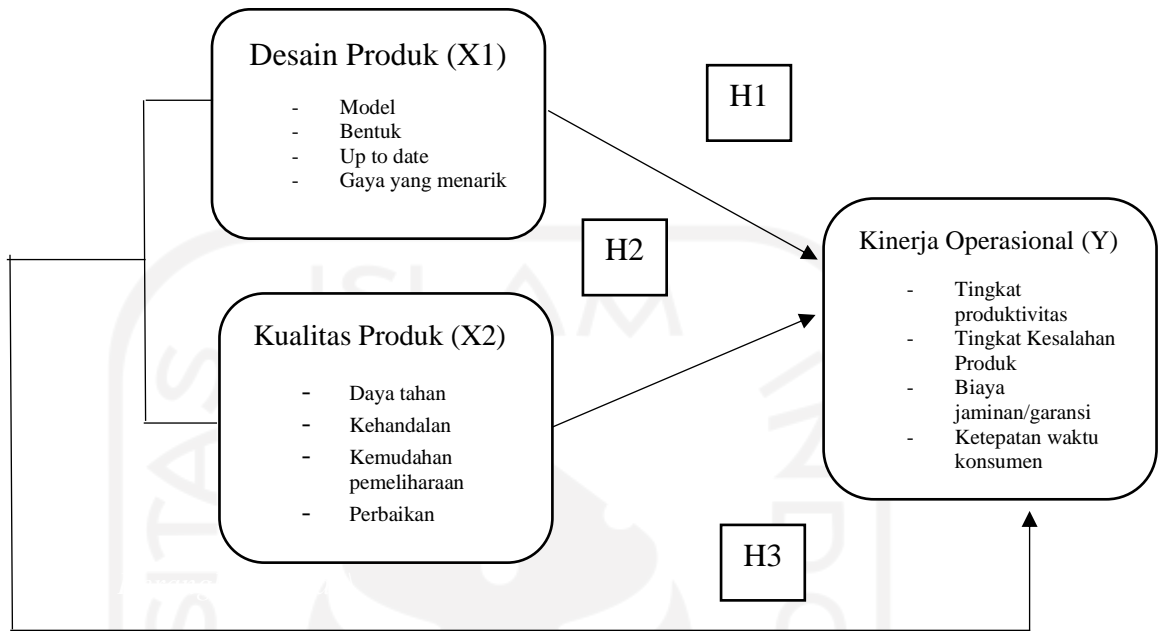 Desain Produk (X1)
- Model
- Bentuk
- Up to date
- Gaya yang menarik
H1
H2
Kinerja Operasional (Y)
- Tingkat
produktivitas
- Tingkat Kesalahan
Produk
- Biaya
jaminan/garansi
- Ketepatan waktu
konsumen
Kualitas Produk (X2)
- Daya tahan
- Kehandalan
- Kemudahan
pemeliharaan
- Perbaikan
H3
ISLAM